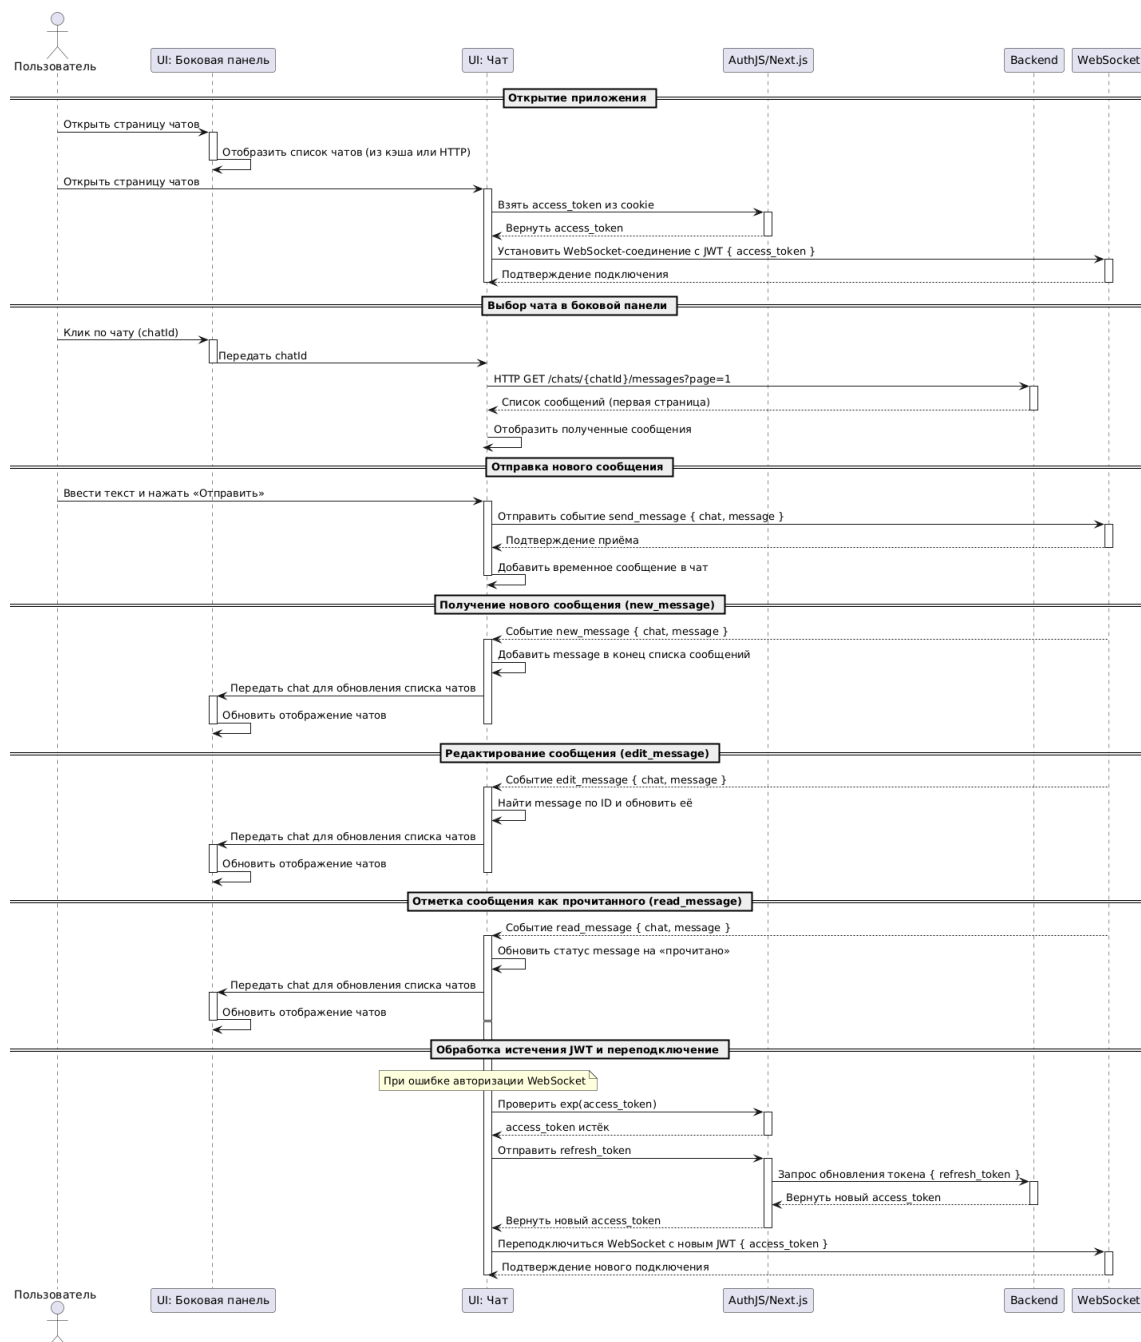 Пользователь
UI: Боковая панель
UI: Чат
AuthJS/Next.js
Backend
WebSocket
Открытие приложения
Открыть страницу чатов
Отобразить список чатов (из кэша или HTTP)
Открыть страницу чатов
Взять access_token из cookie
Вернуть access_token
Установить WebSocket-соединение с JWT { access_token }
Подтверждение подключения
Выбор чата в боковой панели
Клик по чату (chatId)
Передать chatId
HTTP GET /chats/{chatId}/messages?page=1
Список сообщений (первая страница)
Отобразить полученные сообщения
Отправка нового сообщения
Ввести текст и нажать «Отправить»
Отправить событие send_message { chat, message }
Подтверждение приёма
Добавить временное сообщение в чат
Получение нового сообщения (new_message)
Событие new_message { chat, message }
Добавить message в конец списка сообщений
Передать chat для обновления списка чатов
Обновить отображение чатов
Редактирование сообщения (edit_message)
Событие edit_message { chat, message }
Найти message по ID и обновить её
Передать chat для обновления списка чатов
Обновить отображение чатов
Отметка сообщения как прочитанного (read_message)
Событие read_message { chat, message }
Обновить статус message на «прочитано»
Передать chat для обновления списка чатов
Обновить отображение чатов
Обработка истечения JWT и переподключение
При ошибке авторизации WebSocket
Проверить exp(access_token)
access_token истёк
Отправить refresh_token
Запрос обновления токена { refresh_token }
Вернуть новый access_token
Вернуть новый access_token
Переподключиться WebSocket с новым JWT { access_token }
Подтверждение нового подключения
Пользователь
UI: Боковая панель
UI: Чат
AuthJS/Next.js
Backend
WebSocket